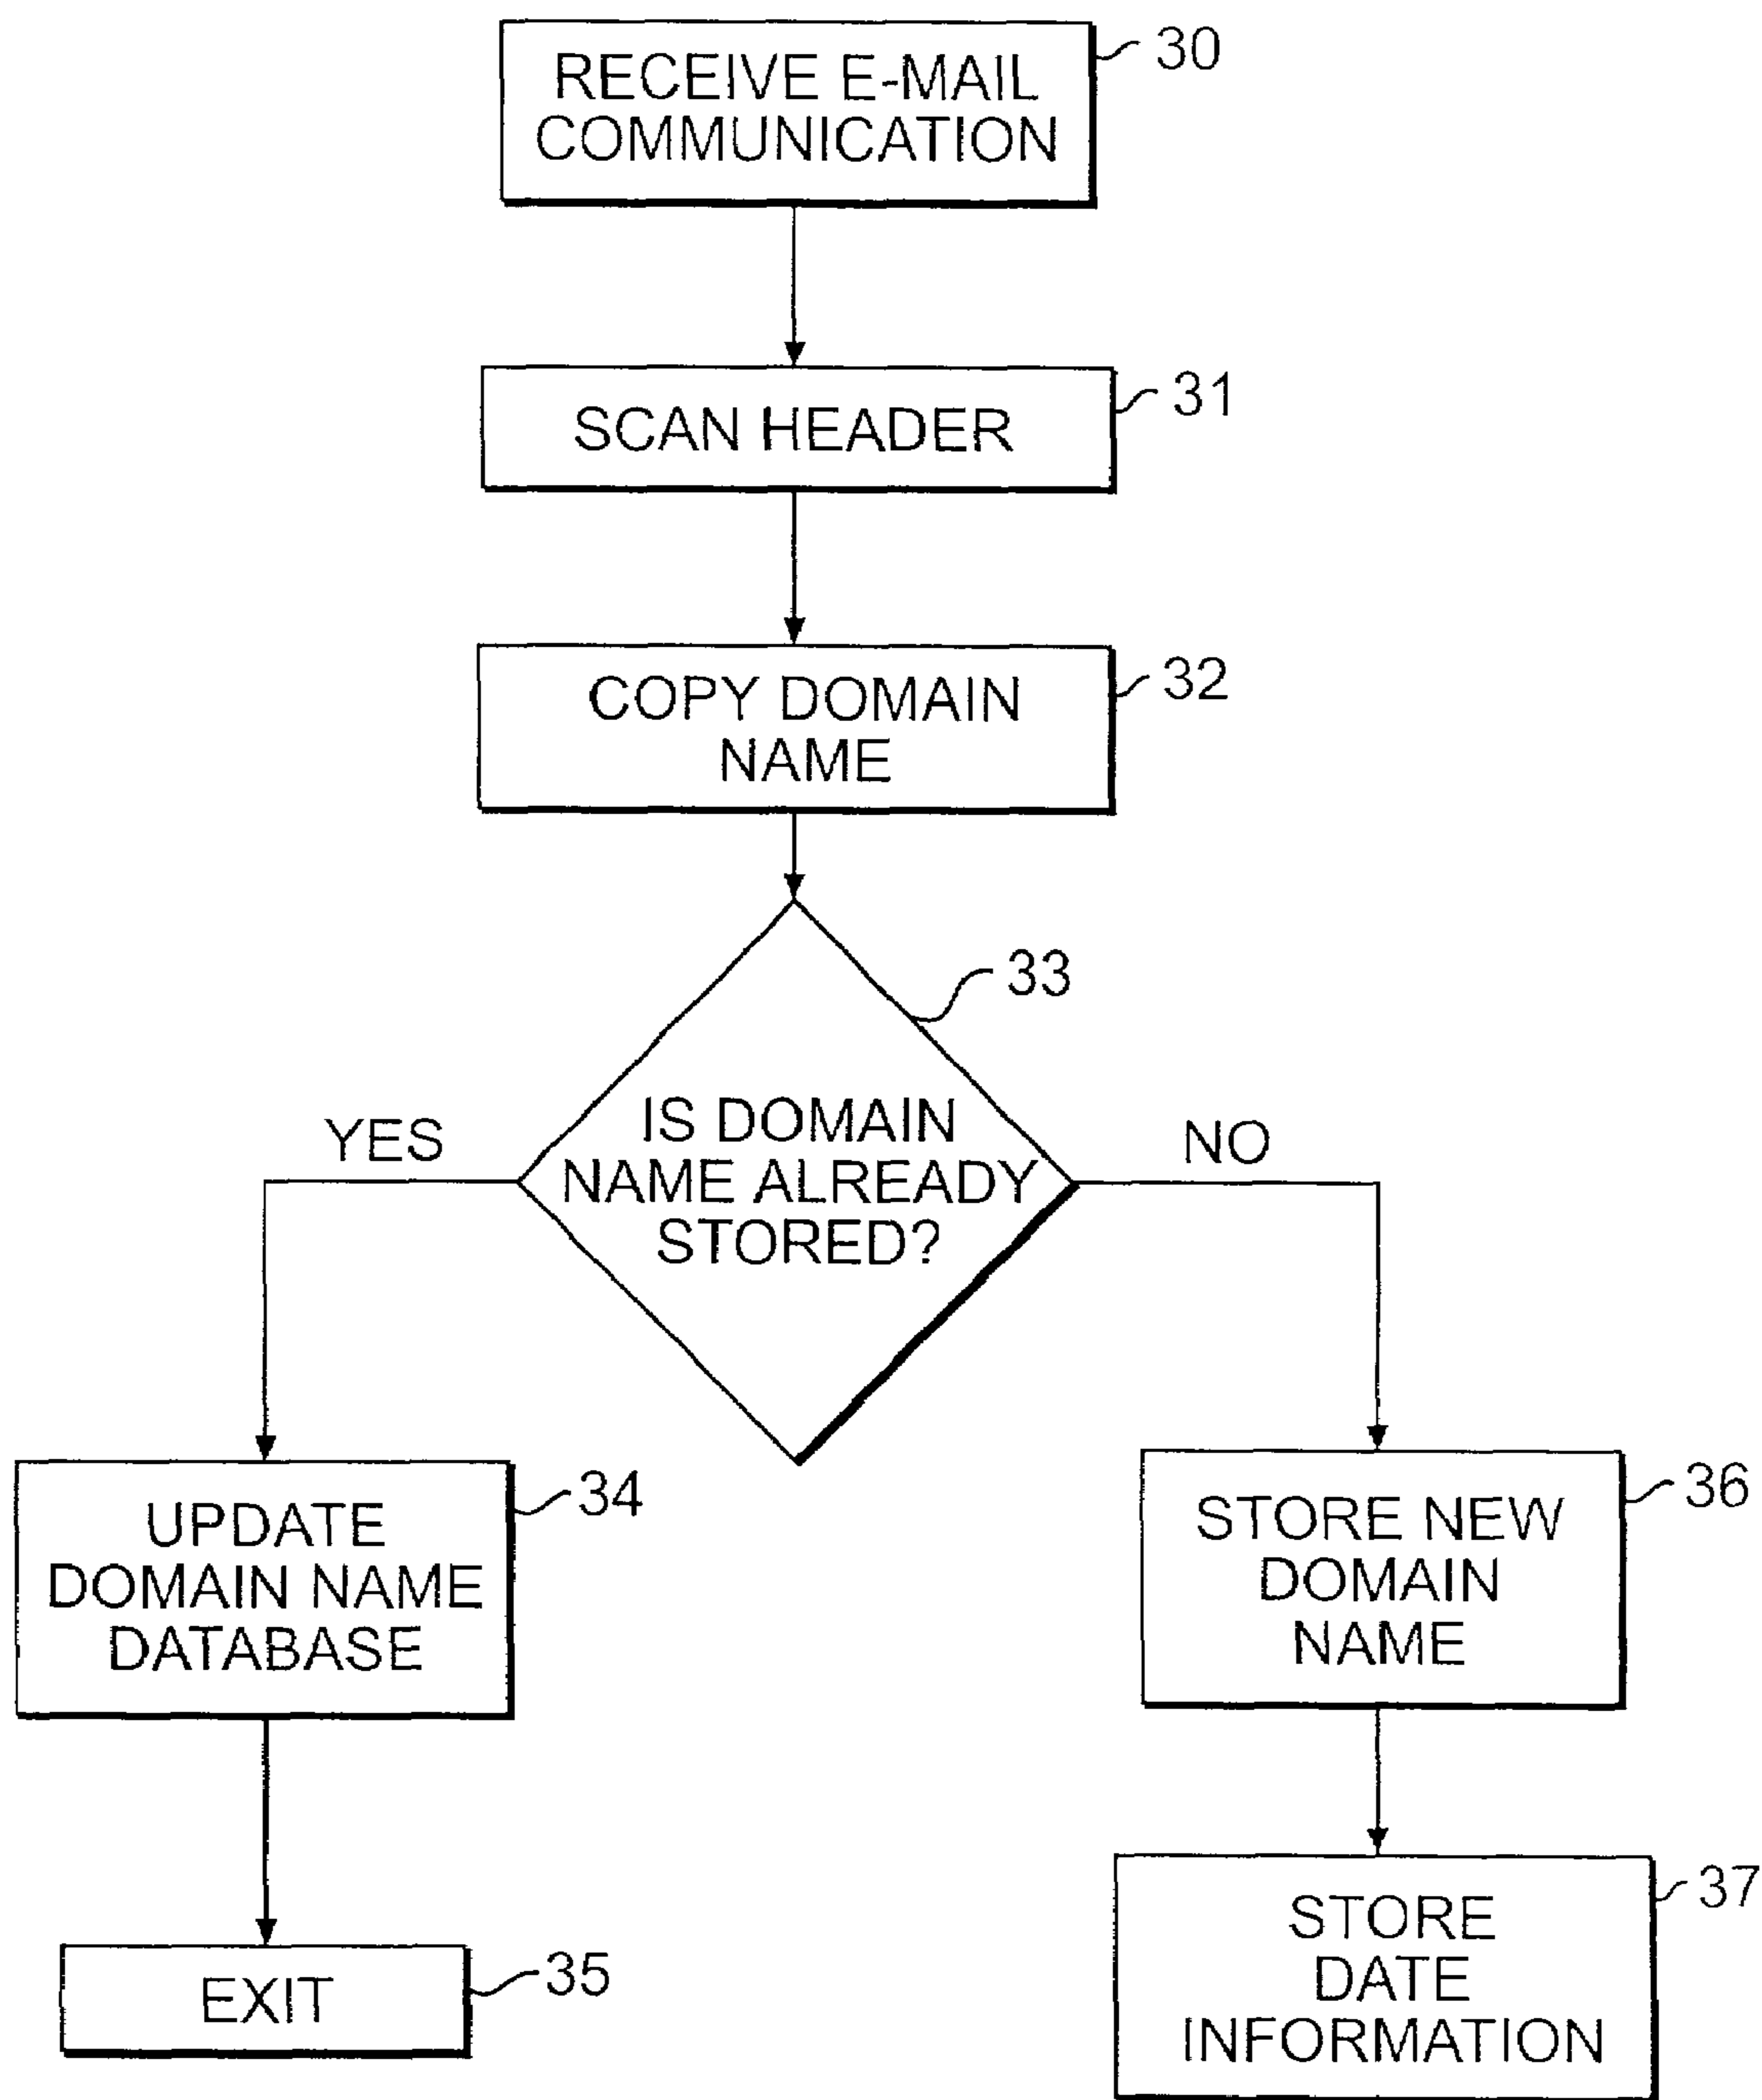 RECEIVE E-MAIL
COMMUNICATION
30
SCAN HEADER
31
COPY DOMAIN
NAME
32
33
IS DOMAIN
NAME ALREADY
STORED?
YES
NO
UPDATE
DOMAIN NAME
DATABASE
34
STORE NEW
DOMAIN
NAME
36
EXIT
35
STORE
DATE
INFORMATION
37